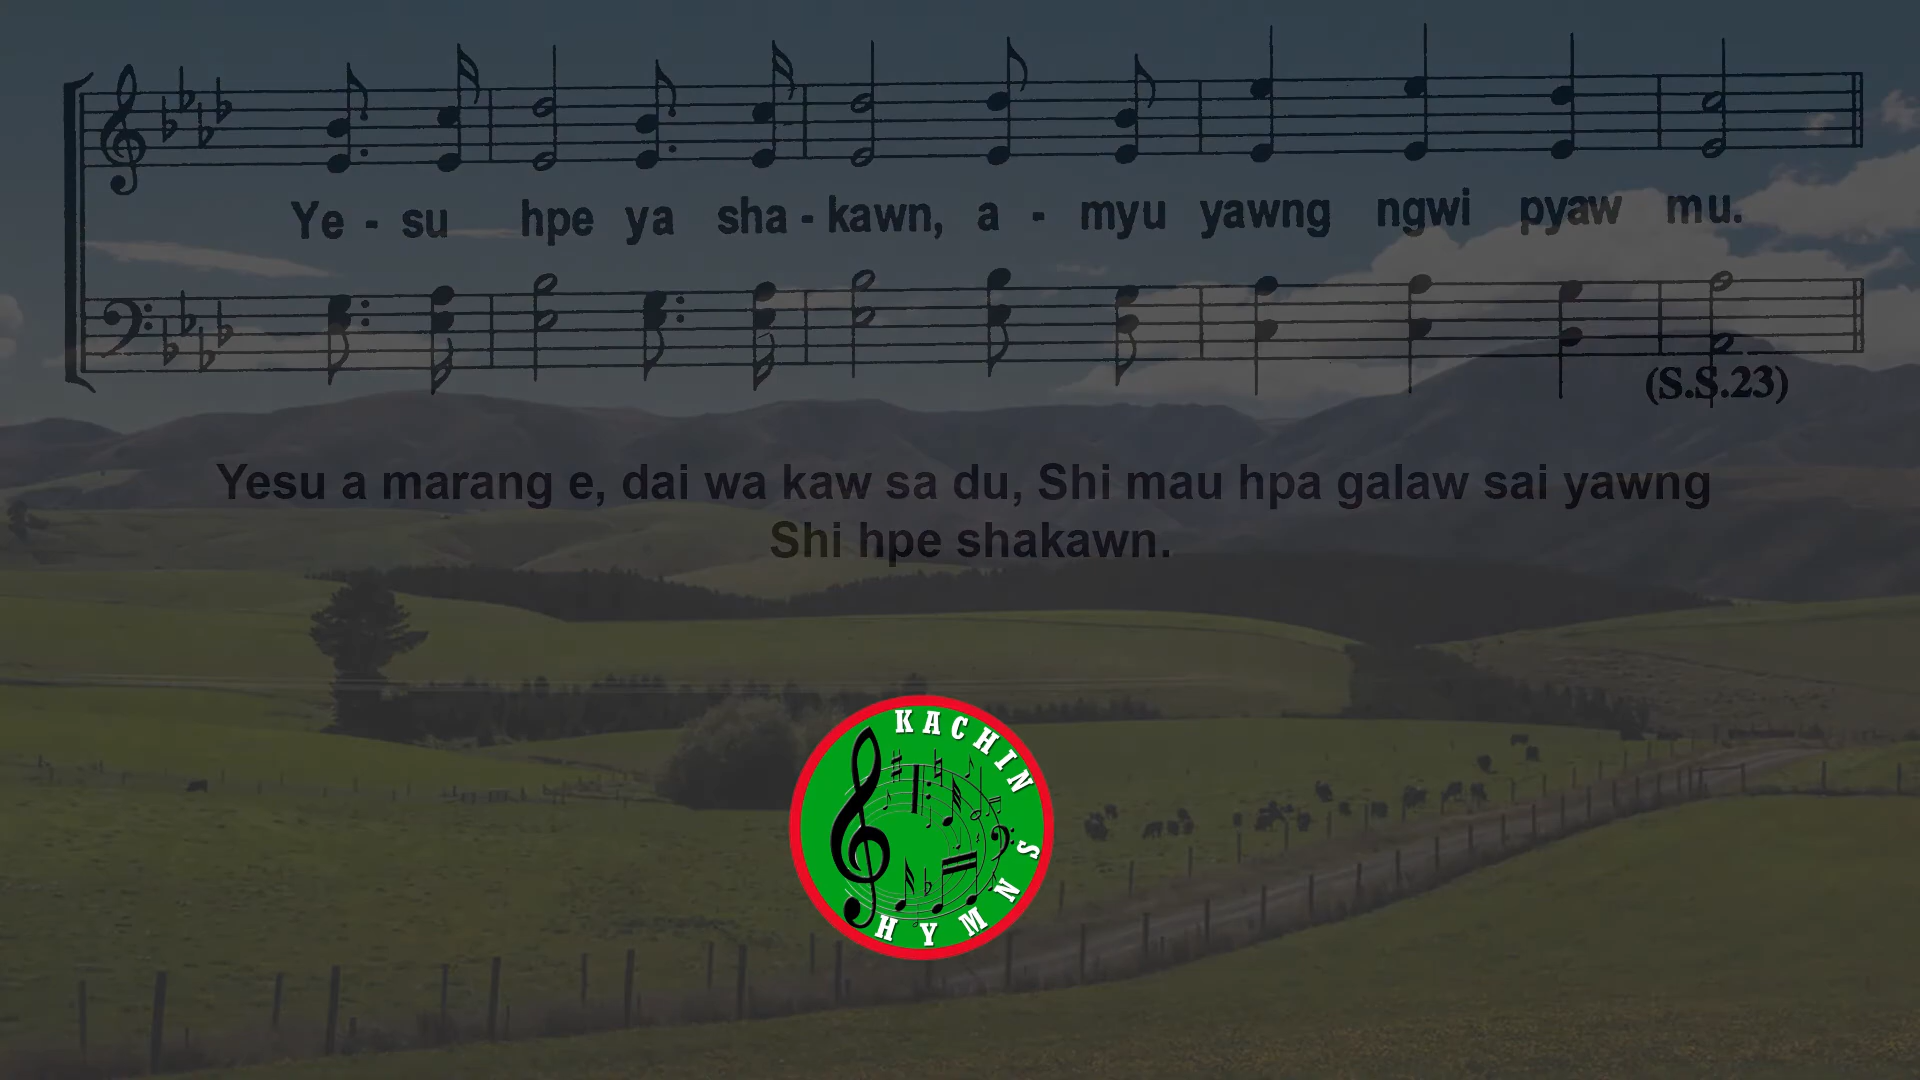 Ye - su hpe ya sha - kawn, a - myu yawng ngwi pyaw mu.
(S.S.23)
Yesu a marang e, dai wa kaw sa du, Shi mau hpa galaw sai yawng
Shi hpe shakawn.
KACHIN
HYMNS